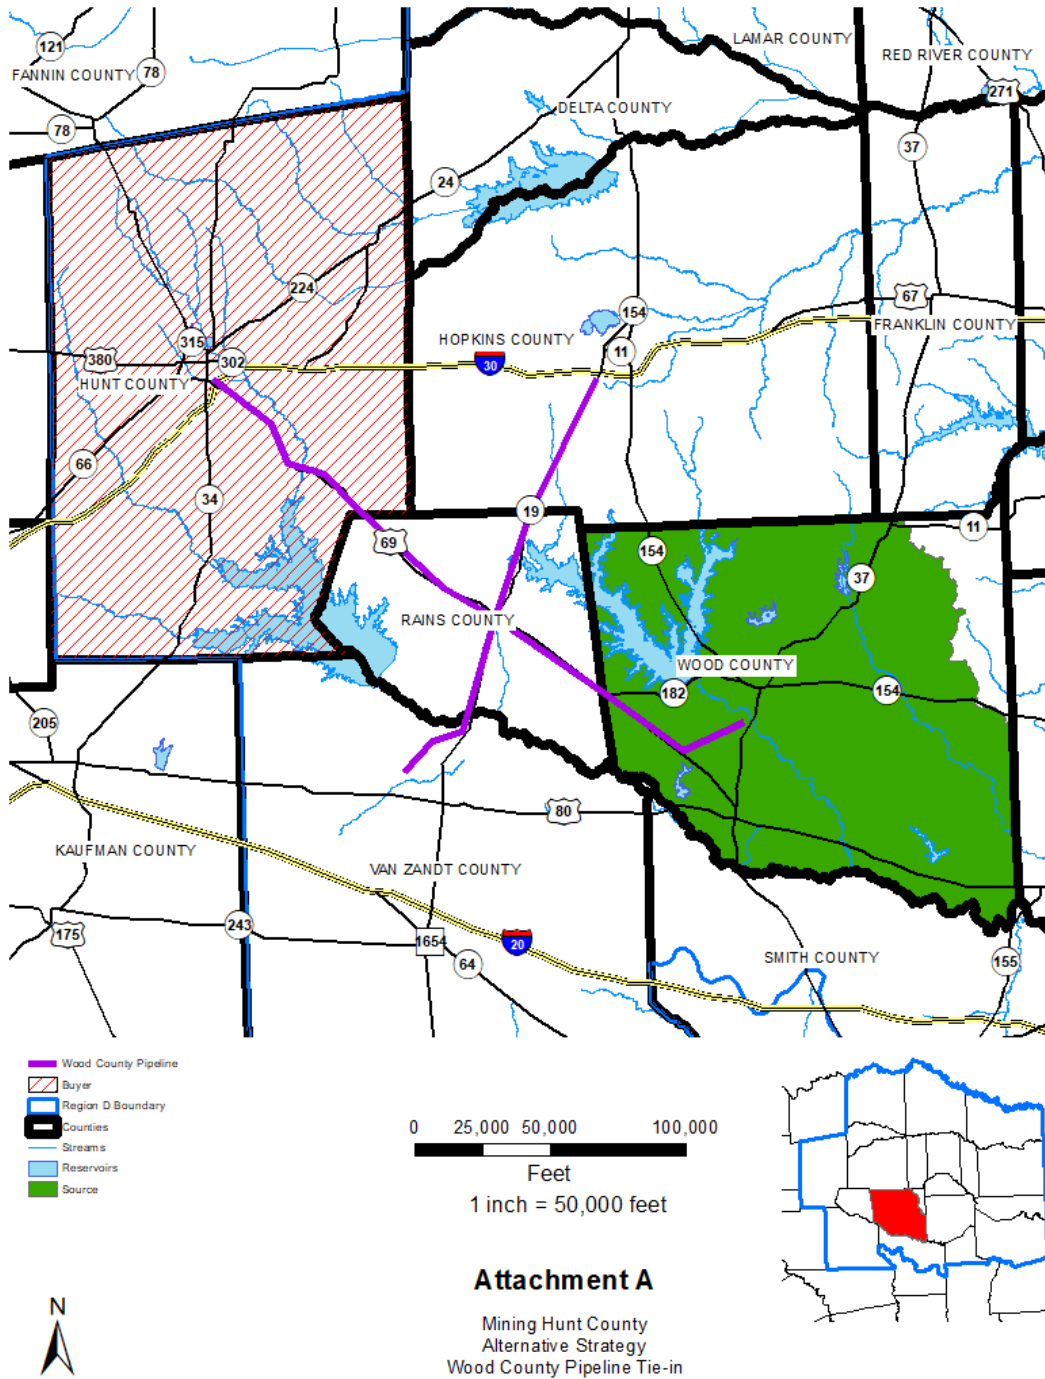 LAMAR COUNTY
121
RED RIVER COUNTY
FANNIN COUNTY
78
271
DELTA COUNTY
78
37
24
224
67
154
FRANKLIN COUNTY
315
HOPKINS COUNTY
11
380
302
30
HUNT COUNTY
66
34
19
11
69
154
37
RAINS COUNTY
WOOD COUNTY
182
154
205
80
KAUFMAN COUNTY
VAN ZANDT COUNTY
243
175
1654
20
64
SMITH COUNTY
155
Wood County Pipeline
Buyer
Region D Boundary
Counties
Streams
Reservoirs
Source
0 25,000 50,000 100,000
Feet
1 inch = 50,000 feet
Attachment A
Mining Hunt County
Alternative Strategy
Wood County Pipeline Tie-in
N